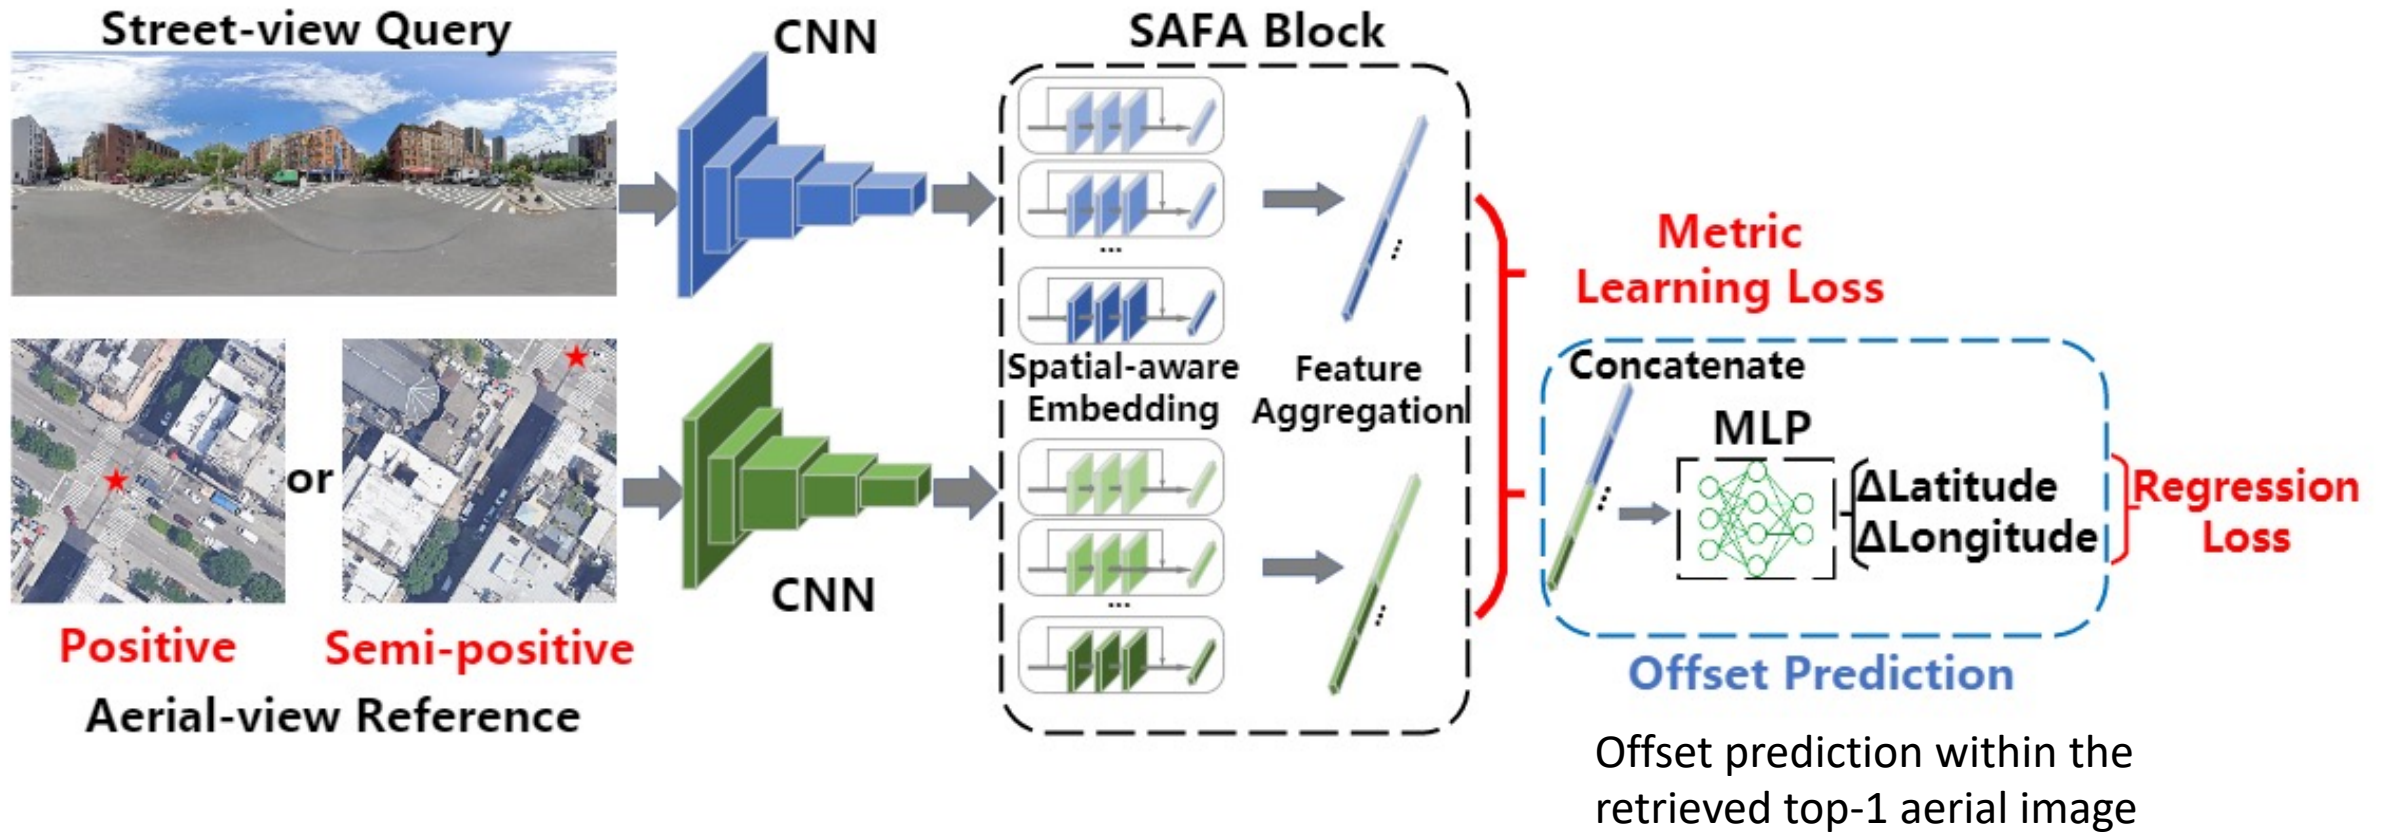 Street-view Query
CNN
SAFA Block
...
Metric
Learning Loss
Spatial-aware
Embedding
Feature
Aggregation
Concatenate
MLP
or
ΔLatitude
ΔLongitude
Regression
Loss
CNN
...
Positive
Semi-positive
Aerial-view Reference
Offset Prediction
Offset prediction within the
retrieved top-1 aerial image